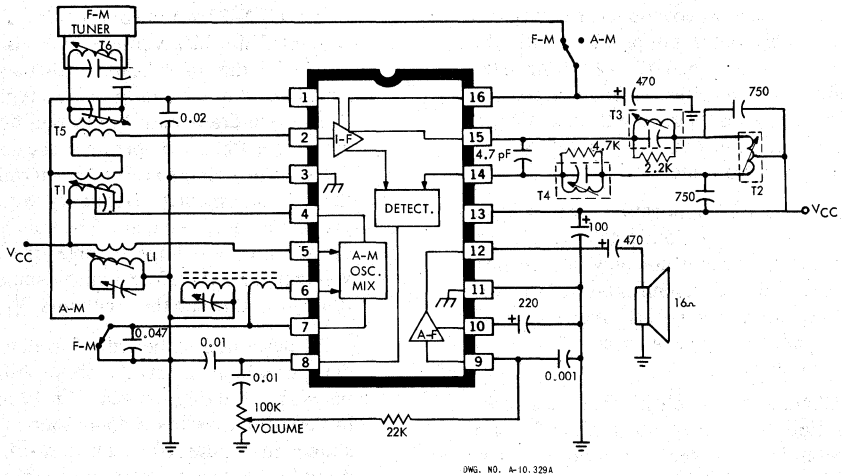 F-M
TUNER
T6
F-M
A-M
+
470
750
T3
1
16
0.02
T5
2
I-F
15
4.7K
4.7 pF
2.2K
3
14
T4
T2
T1
DETECT.
750
4
13
VCC
+
100
VCC
5
12
+
470
A-M
OSC.
MIX
LI
6
11
16Ω
220
A-M
7
10
+
A-F
F-M
0.047
0.01
8
9
0.001
0.01
100K
VOLUME
22K
DWG. NO. A-10,329A